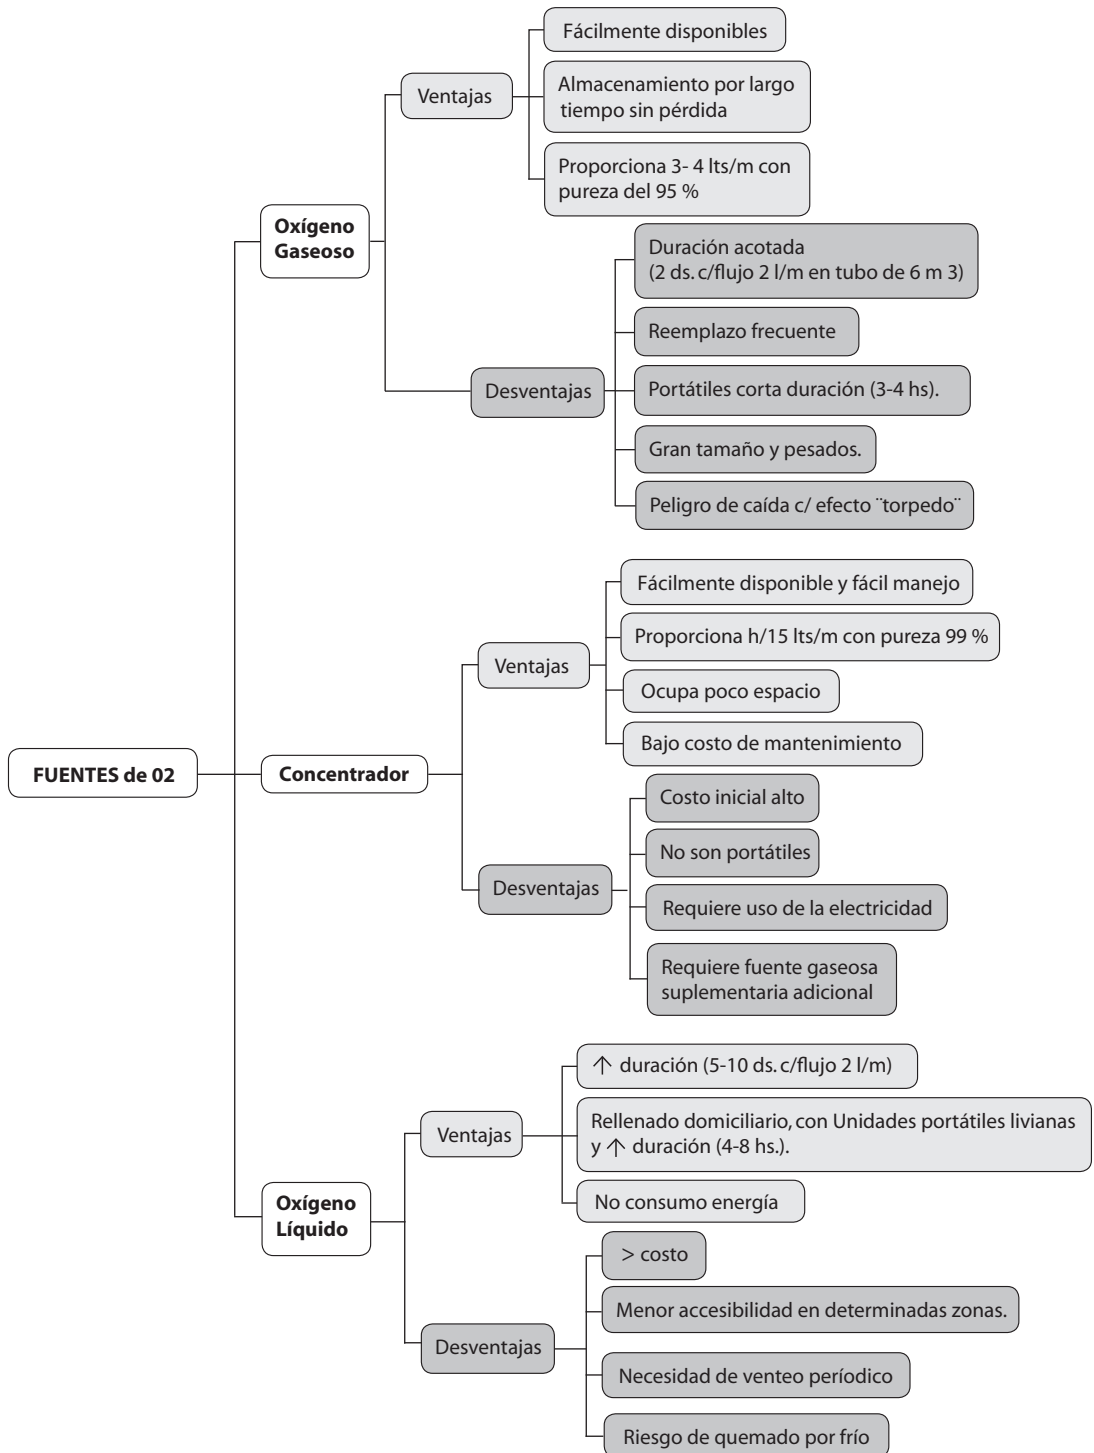 FUENTES de 02
Oxígeno
Gaseoso
Ventajas
Fácilmente disponibles
Almacenamiento por largo
tiempo sin pérdida
Proporciona 3- 4 lts/m con
pureza del 95 %
Desventajas
Duración acotada
(2 ds. c/flujo 2 l/m en tubo de 6 m 3)
Reemplazo frecuente
Portátiles corta duración (3-4 hs).
Gran tamaño y pesados.
Peligro de caída c/ efecto ¨torpedo¨
Concentrador
Ventajas
Fácilmente disponible y fácil manejo
Proporciona h/15 lts/m con pureza 99 %
Ocupa poco espacio
Bajo costo de mantenimiento
Desventajas
Costo inicial alto
No son portátiles
Requiere uso de la electricidad
Requiere fuente gaseosa
suplementaria adicional
Oxígeno
Líquido
Ventajas
↑ duración (5-10 ds. c/flujo 2 l/m)
Rellenado domiciliario, con Unidades portátiles livianas
y ↑ duración (4-8 hs.).
No consumo energía
Desventajas
> costo
Menor accesibilidad en determinadas zonas.
Necesidad de venteo períodico
Riesgo de quemado por frío